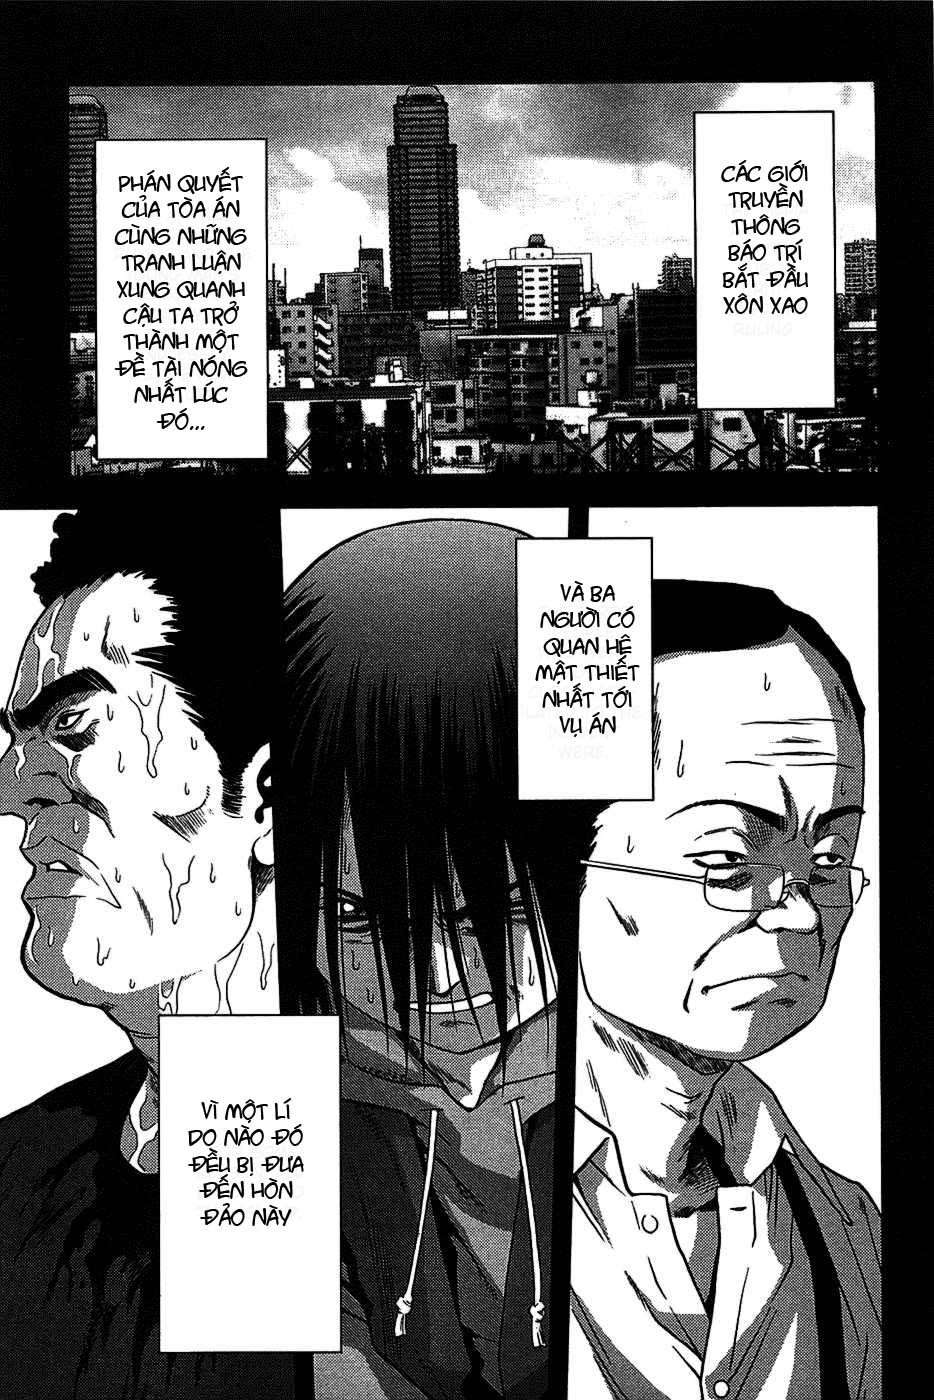 CÁC GIỚI
TRUYỀN
THÔNG
BÁO TRÍ
BẮT ĐẦU
XÔN XAO
RULING
PHÁN QUYẾT
CỦA TÒA ÁN
CÙNG NHỮNG
TRANH LUẬN
XUNG QUANH
CẬU TA TRỞ
THÀNH MỘT
ĐỀ TÀI NÓNG
NHẤT LÚC
ĐÓ...
VÀ BA
NGƯỜI CÓ
QUAN HỆ
MẬT THIẾT
NHẤT TỚI
VỤ ÁN
WERE
VÌ MỘT LÍ
DO NÀO ĐÓ
ĐỀU BỊ ĐƯA
ĐẾN HÒN
ĐẢO NÀY